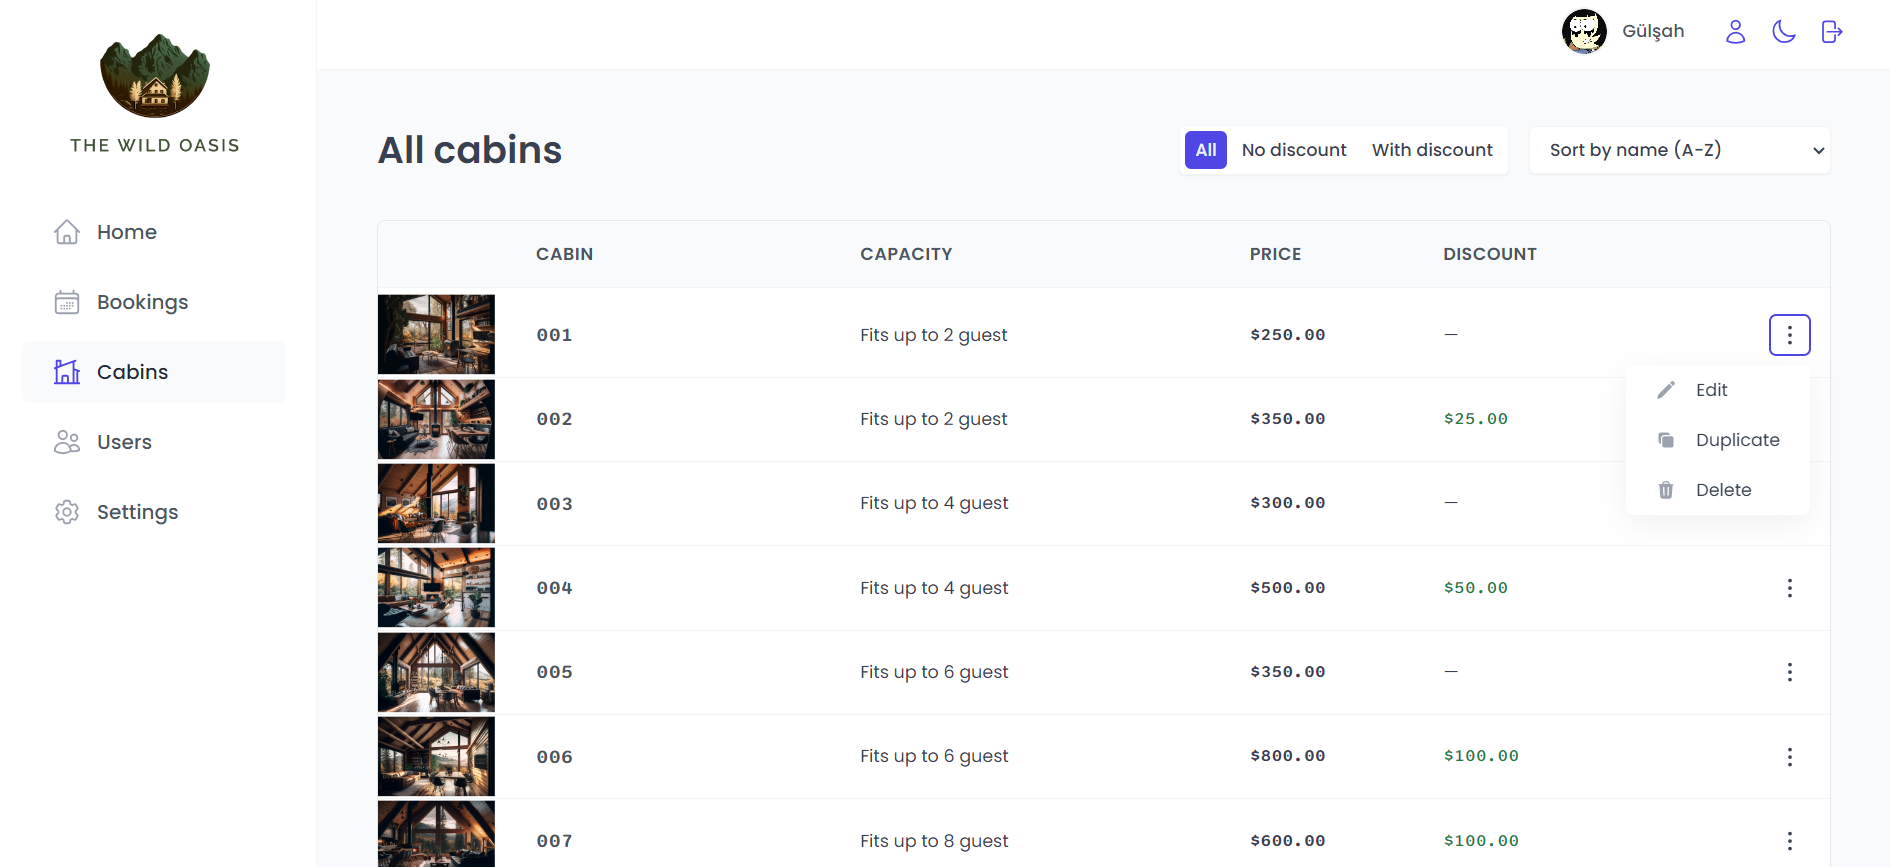 THE WILD OASIS
Home
Bookings
Cabins
Users
Settings
Gülşah
All cabins
All No discount With discount
Sort by name (A-Z)
CABIN CAPACITY PRICE DISCOUNT
001 Fits up to 2 guest $250.00 —
Edit
Duplicate
Delete
002 Fits up to 2 guest $350.00 $25.00
003 Fits up to 4 guest $300.00 —
004 Fits up to 4 guest $500.00 $50.00
005 Fits up to 6 guest $350.00 —
006 Fits up to 6 guest $800.00 $100.00
007 Fits up to 8 guest $600.00 $100.00